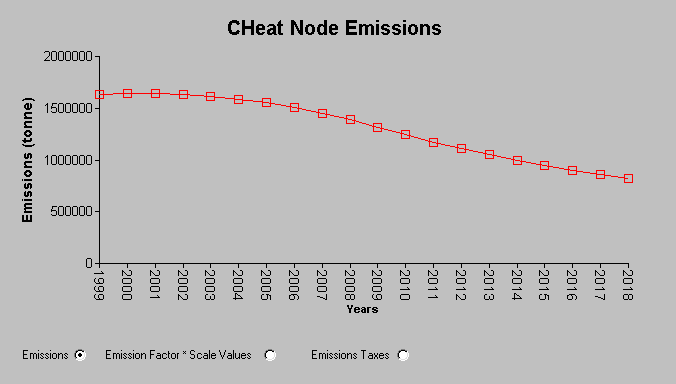 CHeat Node Emissions
Emissions (tonne)
2000000
1500000
1000000
500000
0
1999 2000 2001 2002 2003 2004 2005 2006 2007 2008 2009 2010 2011 2012 2013 2014 2015 2016 2017 2018
Years
Emissions Emission Factor * Scale Values Emissions Taxes